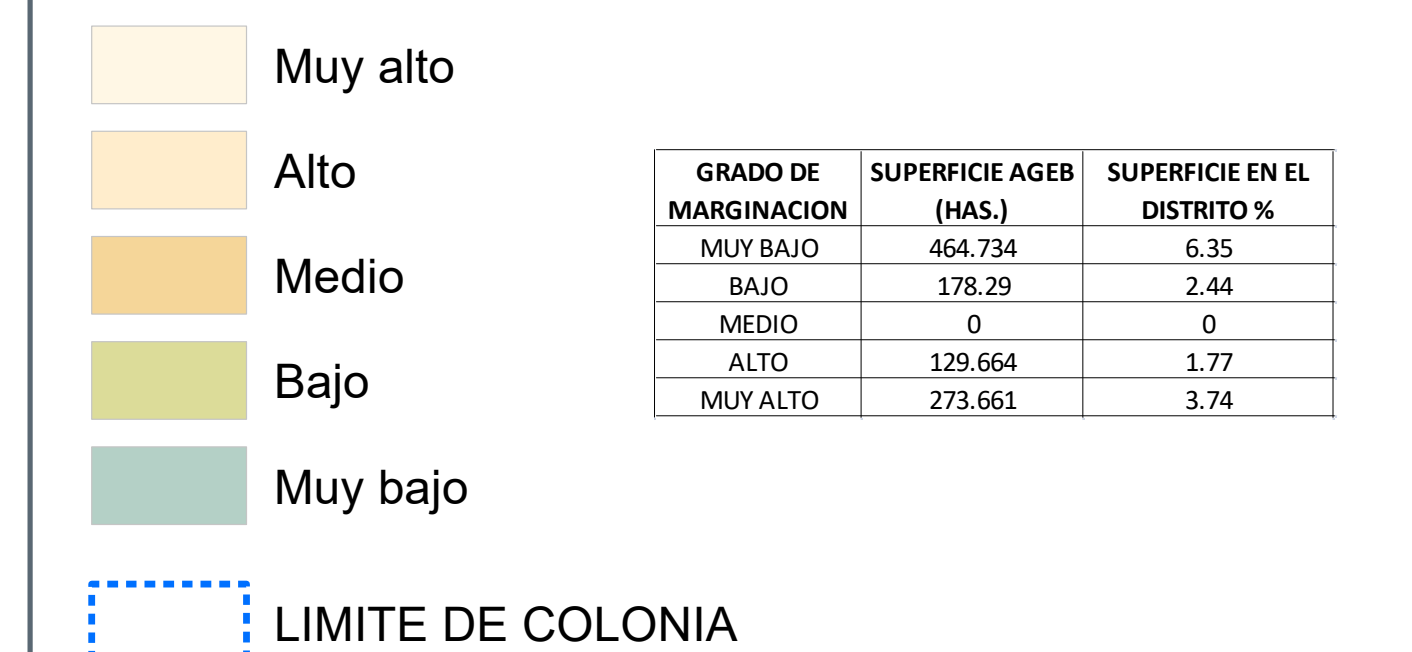 Muy alto
Alto
Medio
Bajo
Muy bajo
LIMITE DE COLONIA
GRADO DE MARGINACION SUPERFICIE AGEB (HAS.) SUPERFICIE EN EL DISTRITO %
MUY BAJO 464.734 6.35
BAJO 178.29 2.44
MEDIO 0 0
ALTO 129.664 1.77
MUY ALTO 273.661 3.74